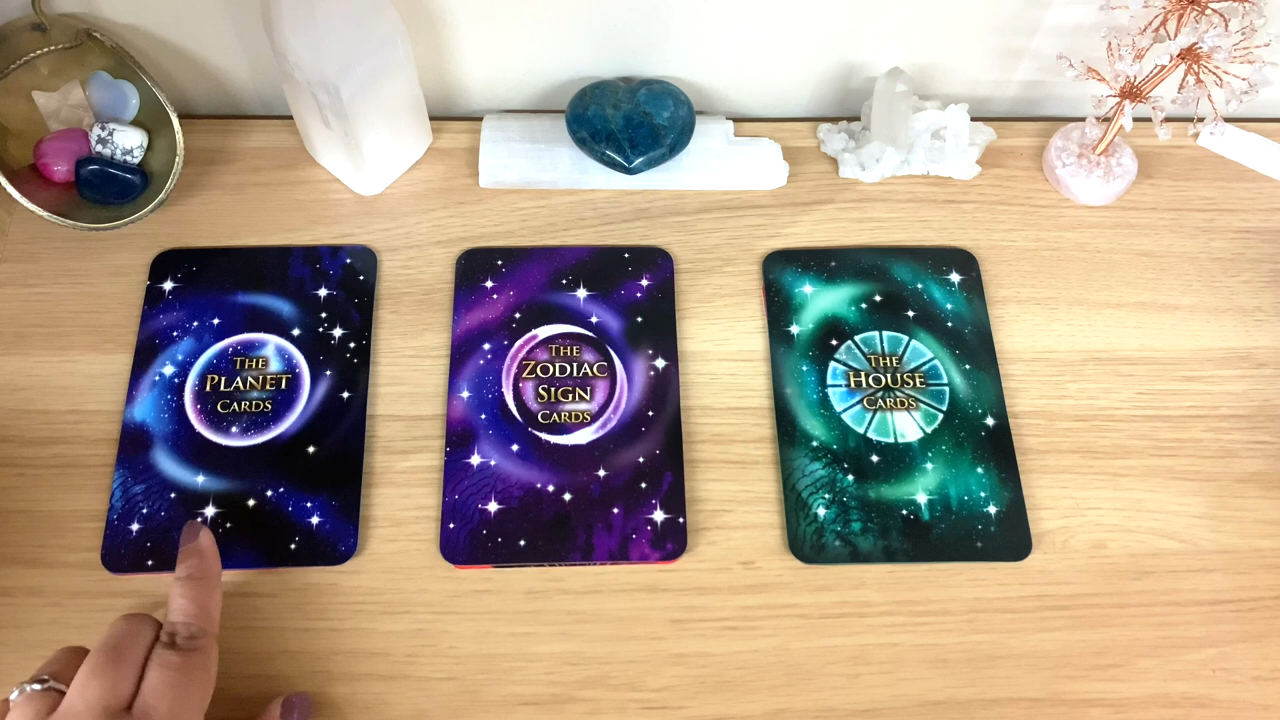 The
Planet
Cards
The
Zodiac
Sign
Cards
The
House
Cards